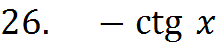 26. − ctg x